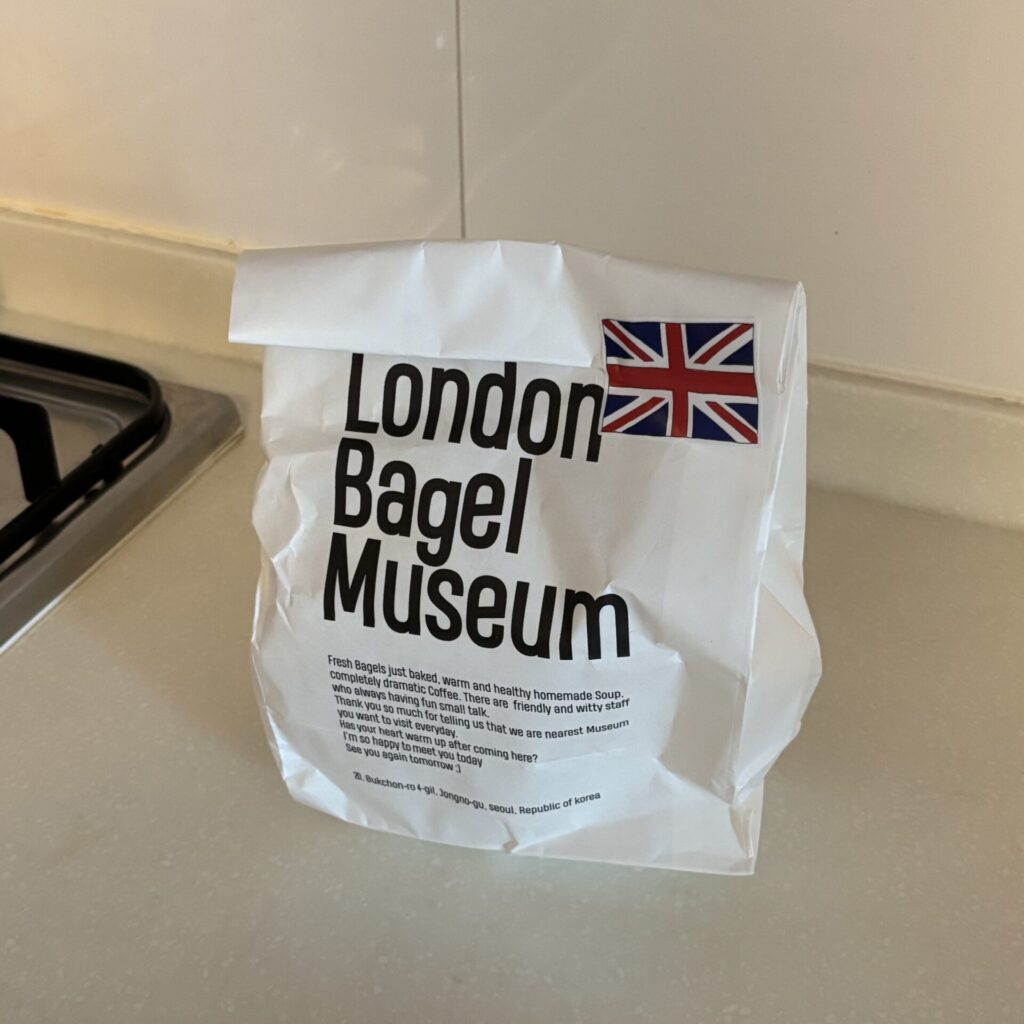 London
Bagel
Museum
Fresh Bagels just baked, warm and healthy homemade Soup,
completely dramatic Coffee. There are friendly and witty staff
who always having fun small talk.
Thank you so much for telling us that we are nearest Museum
you want to visit everyday.
Has your heart warm up after coming here?
I'm so happy to meet you today
See you again tomorrow :)
20, Bukchon-ro 4-gil, Jongno-gu, seoul, Republic of korea